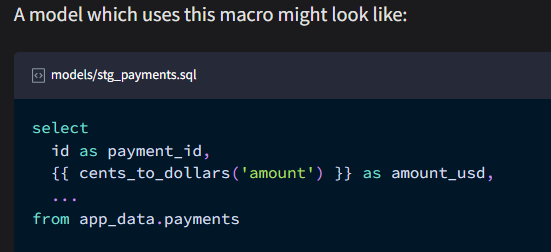 A model which uses this macro might look like:
models/stg_payments.sql
select
  id as payment_id,
  {{ cents_to_dollars('amount') }} as amount_usd,
  ...
from app_data.payments